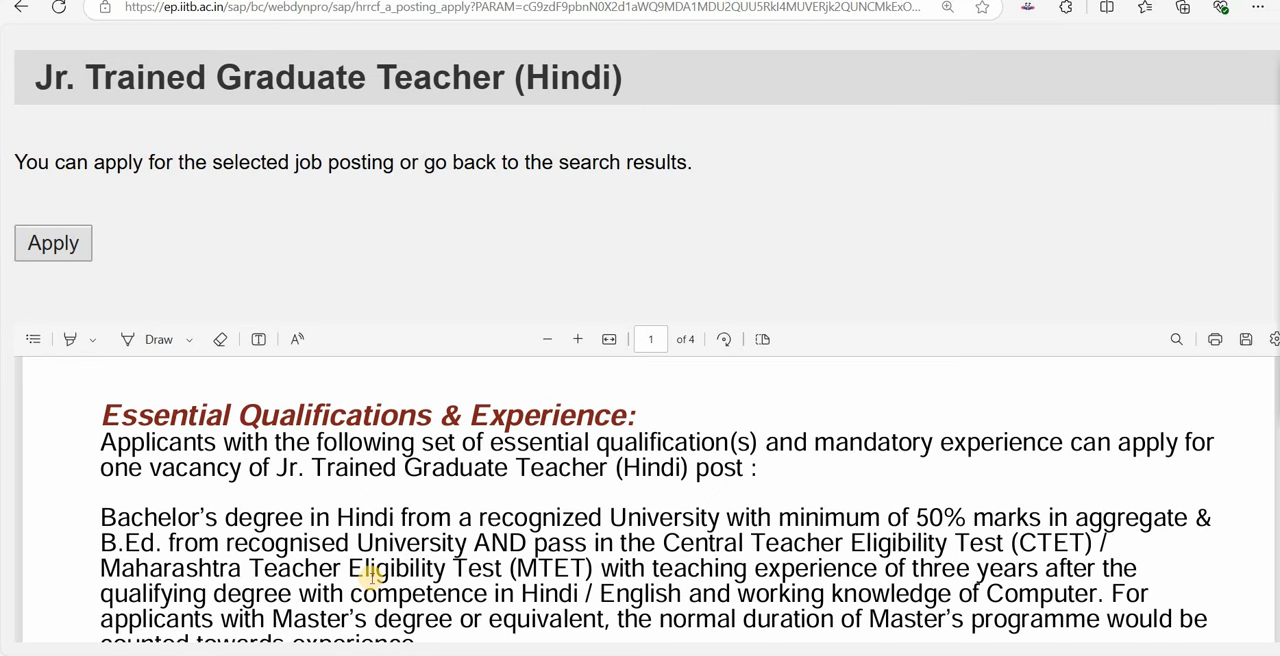 https://ep.iitb.ac.in/sap/bc/webdynpro/sap/hrrcf_a_posting_apply?PARAM=cG9zdF9pbnN0X2d1aWQ9MDA1MDU2QUU5RkI4MUVERjk2QUNCMkExO...
Jr. Trained Graduate Teacher (Hindi)
You can apply for the selected job posting or go back to the search results.
Apply
Draw 1 of 4
Essential Qualifications & Experience:
Applicants with the following set of essential qualification(s) and mandatory experience can apply for
one vacancy of Jr. Trained Graduate Teacher (Hindi) post :
Bachelor's degree in Hindi from a recognized University with minimum of 50% marks in aggregate &
B.Ed. from recognised University AND pass in the Central Teacher Eligibility Test (CTET) /
Maharashtra Teacher Eligibility Test (MTET) with teaching experience of three years after the
qualifying degree with competence in Hindi / English and working knowledge of Computer. For
applicants with Master's degree or equivalent, the normal duration of Master's programme would be
counted towards experience